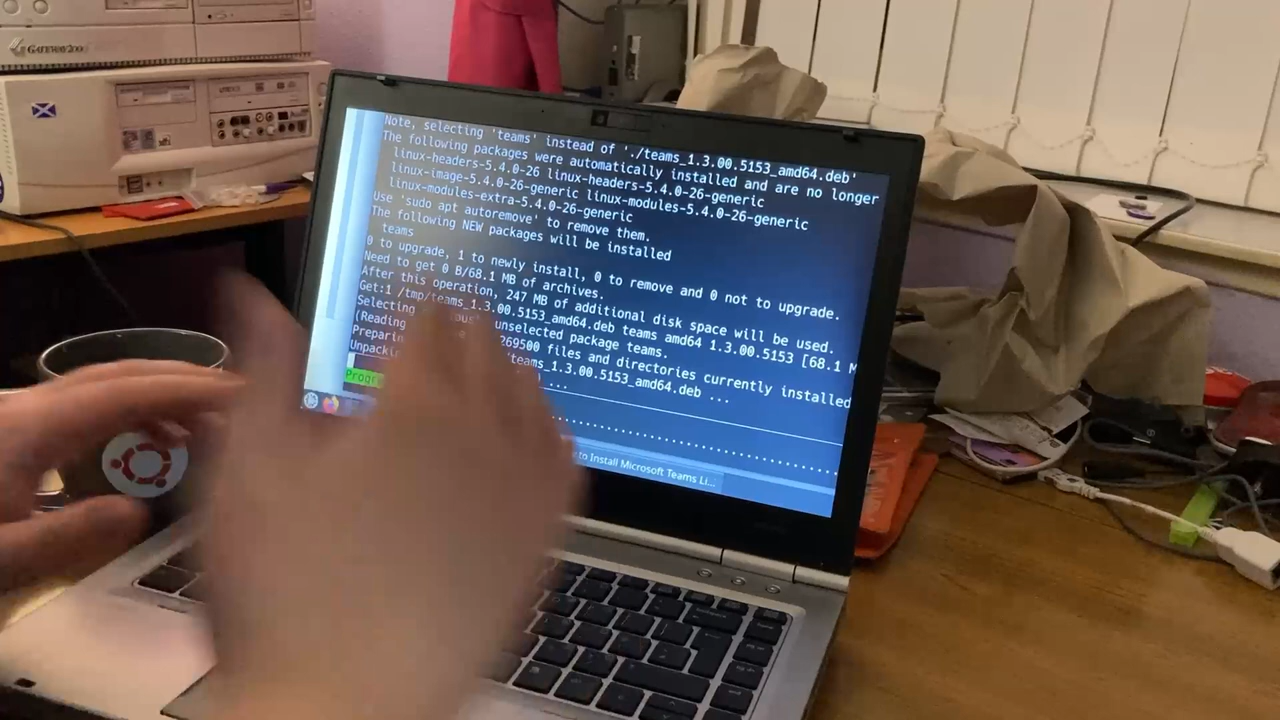 GATEWAY2000
Note, selecting 'teams' instead of './teams_1.3.00.5153_amd64.deb'
The following packages were automatically installed and are no longer
linux-headers-5.4.0-26 linux-headers-5.4.0-26-generic
linux-image-5.4.0-26-generic linux-modules-5.4.0-26-generic
linux-modules-extra-5.4.0-26-generic
Use 'sudo apt autoremove' to remove them.
The following NEW packages will be installed
teams
0 to upgrade, 1 to newly install, 0 to remove and 0 not to upgrade.
Need to get 0 B/68.1 MB of archives.
After this operation, 247 MB of additional disk space will be used.
Get:1 /tmp/teams_1.3.00.5153_amd64.deb teams amd64 1.3.00.5153 [68.1 M
Selecting unselected package teams.
(Reading 269500 files and directories currently installed
Preparin teams_1.3.00.5153_amd64.deb ...
Unpacki ...
Progr
to Install Microsoft Teams Li...